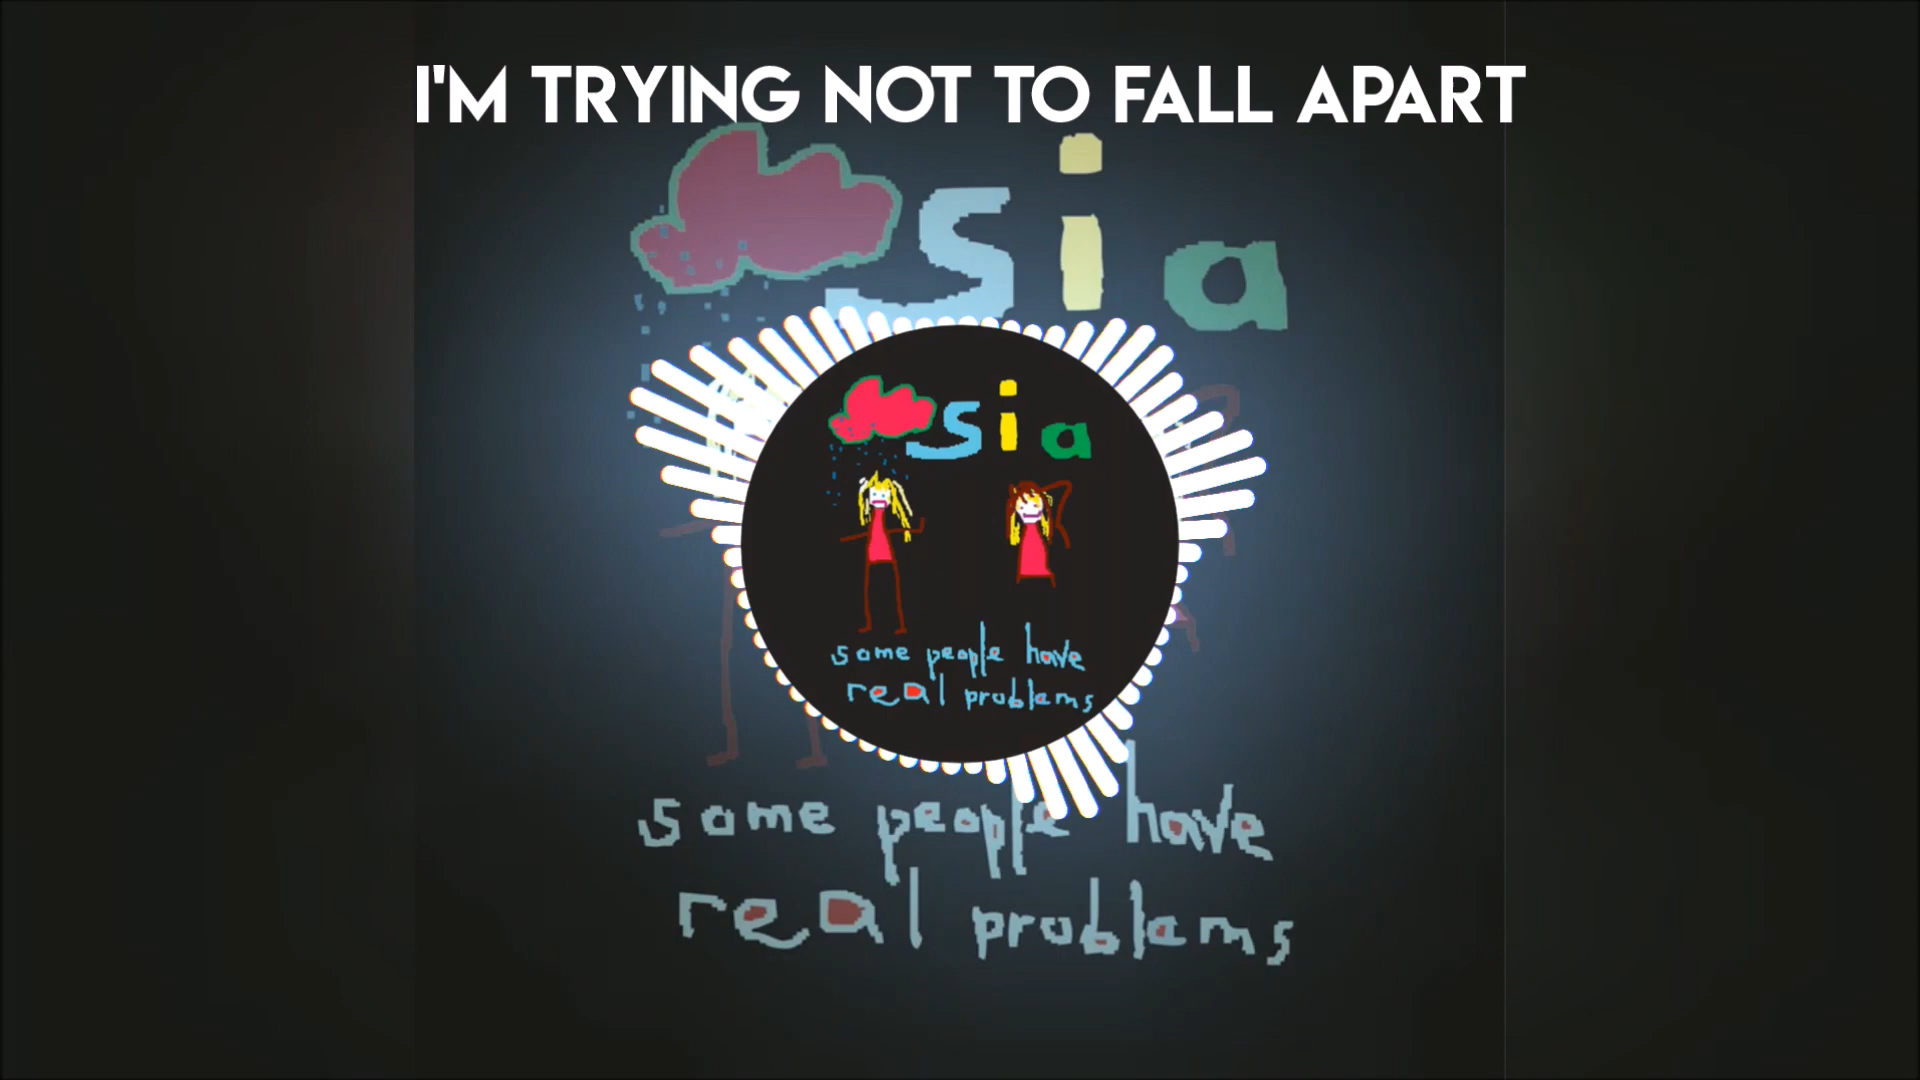 I'M TRYING NOT TO FALL APART
sia
sia
some people have
real problems
some people have
real problems